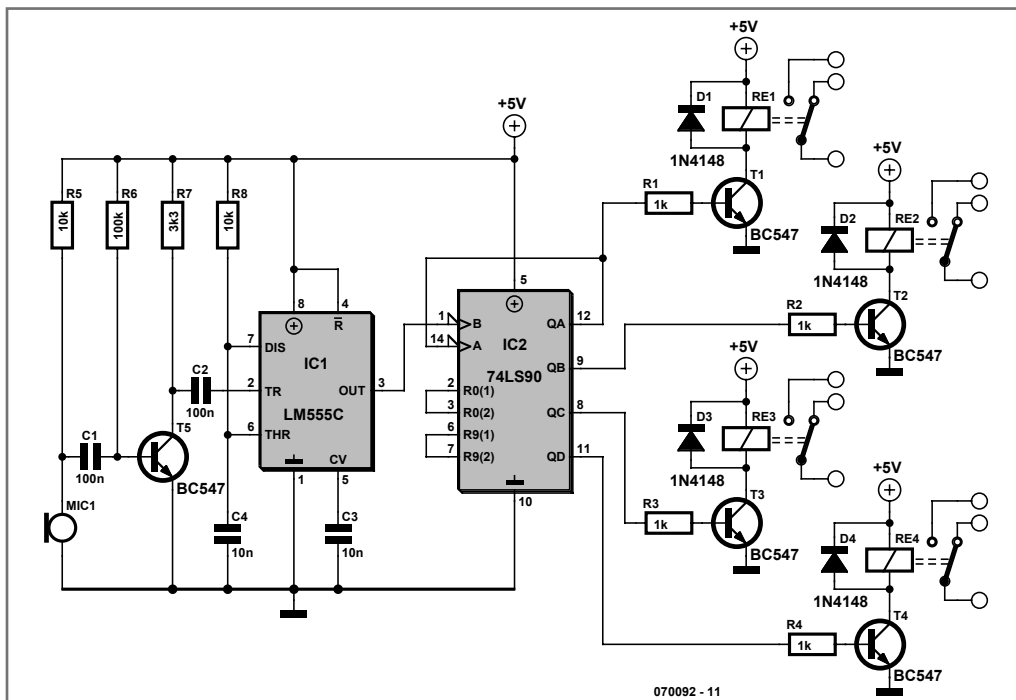 +5V
D1
RE1
1N4148
T1
R1
1k
BC547
+5V
D2
RE2
1N4148
T2
R2
1k
BC547
+5V
D3
RE3
1N4148
T3
R3
1k
BC547
+5V
D4
RE4
1N4148
T4
R4
1k
BC547
+5V
R5
10k
R6
100k
R7
3k3
R8
10k
8
4
R̅
7
DIS
IC1
2
TR
OUT
3
LM555C
6
THR
CV
1
5
C2
100n
C1
100n
T5
BC547
MIC1
C4
10n
C3
10n
5
1
B
QA
12
14
A
IC2
QB
9
74LS90
2
R0(1)
QC
8
3
R0(2)
6
R9(1)
QD
11
7
R9(2)
10
070092 - 11